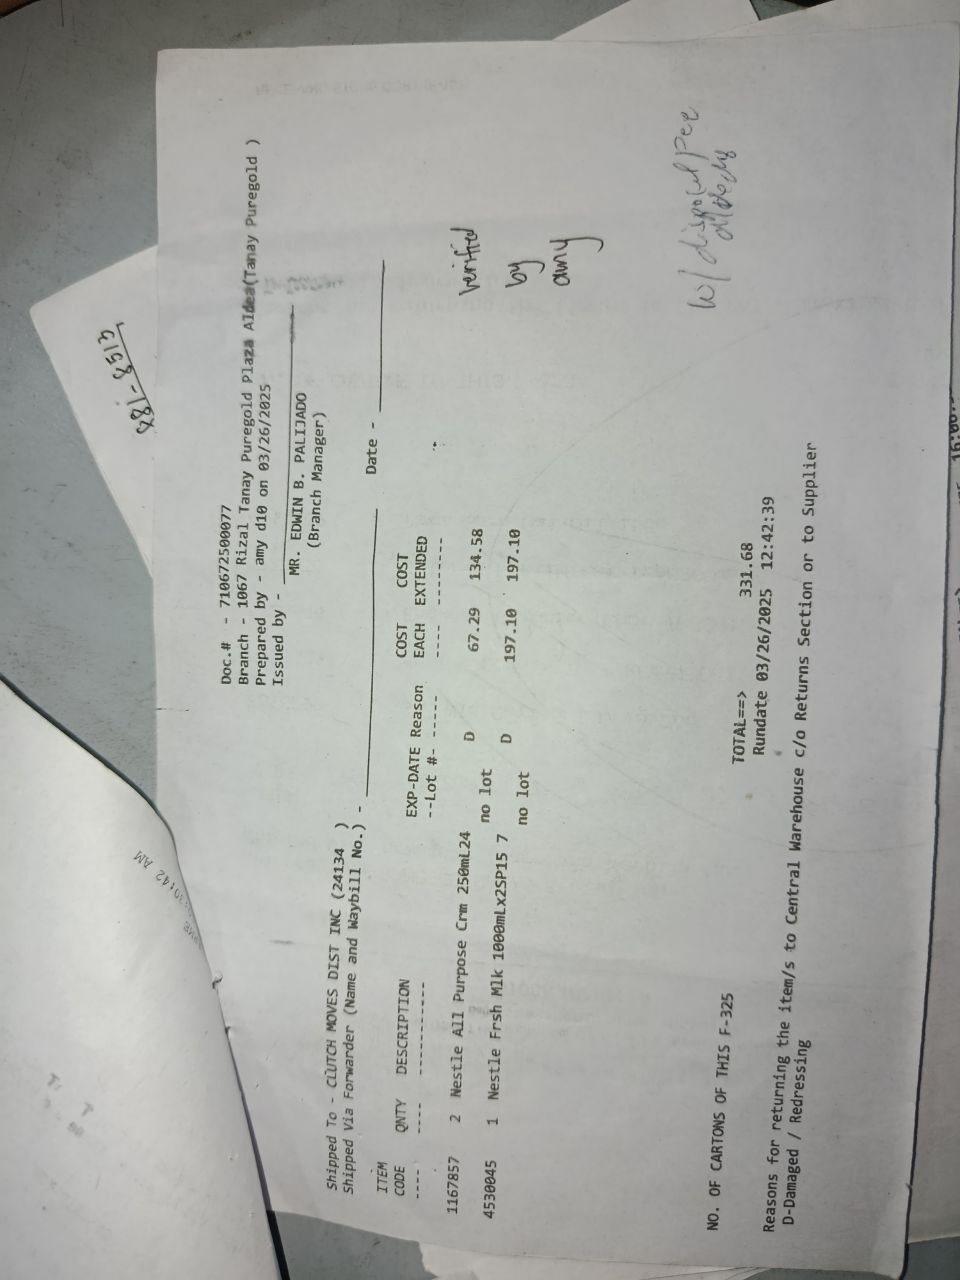 881-8513
Doc.# - 710672500077
Branch - 1067 Rizal Tanay Puregold Plaza Aldea(Tanay Puregold )
Prepared by - amy d10 on 03/26/2025
Issued by -
MR. EDWIN B. PALIJADO
(Branch Manager)
Shipped To - CLUTCH MOVES DIST INC (24134 )
Shipped Via Forwarder (Name and Waybill No.) - Date -
ITEM EXP-DATE Reason COST COST
CODE QNTY DESCRIPTION --Lot #- ----- EACH EXTENDED
---- ---- ----------- ---- --------
1167857 2 Nestle All Purpose Crm 250mL24 D 67.29 134.58
no lot
4530045 1 Nestle Frsh Mlk 1000mLx2SP15 7 D 197.10 197.10
no lot
verified
by
amy
w/ disposal
TOTAL==> 331.68
NO. OF CARTONS OF THIS F-325 Rundate 03/26/2025 12:42:39
Reasons for returning the item/s to Central Warehouse c/o Returns Section or to Supplier
D-Damaged / Redressing
10:42 AM